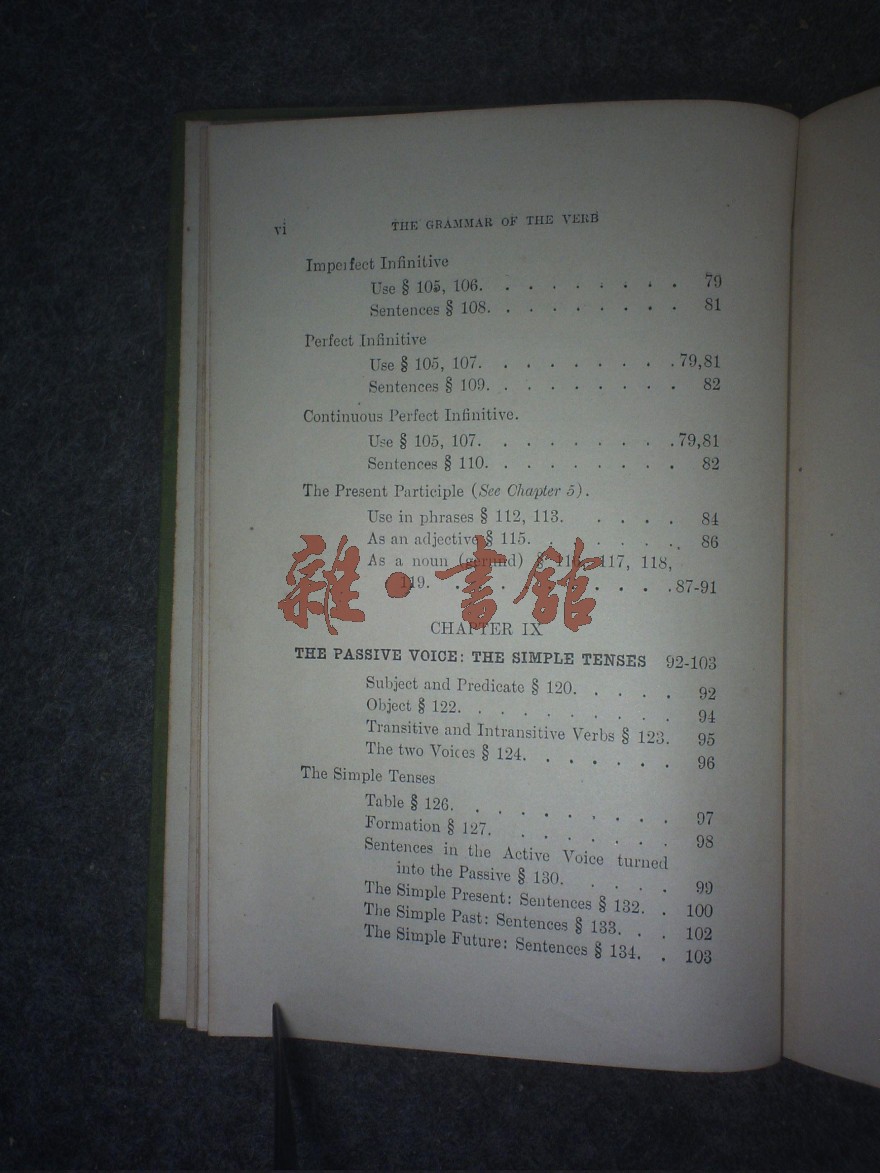 vi THE GRAMMAR OF THE VERB
Imperfect Infinitive
Use § 105, 106. . . . . . . . . 79
Sentences § 108. . . . . . . . . 81
Perfect Infinitive
Use § 105, 107. . . . . . . . . 79,81
Sentences § 109. . . . . . . . . 82
Continuous Perfect Infinitive.
Use § 105, 107. . . . . . . . . 79,81
Sentences § 110. . . . . . . . . 82
The Present Participle (See Chapter 5).
Use in phrases § 112, 113. . . . . 84
As an adjective § 115. . . . . . . 86
As a noun (gerund) § 116, 117, 118,
119. . . . . . . . . . 87-91
雜·書館
CHAPTER IX
THE PASSIVE VOICE: THE SIMPLE TENSES 92-103
Subject and Predicate § 120. . . . . 92
Object § 122. . . . . . . . . . 94
Transitive and Intransitive Verbs § 123. 95
The two Voices § 124. . . . . . . 96
The Simple Tenses
Table § 126. . . . . . . . . . 97
Formation § 127. . . . . . . . 98
Sentences in the Active Voice turned
into the Passive § 130. . . . . 99
The Simple Present: Sentences § 132. . 100
The Simple Past: Sentences § 133. . . 102
The Simple Future: Sentences § 134. . 103